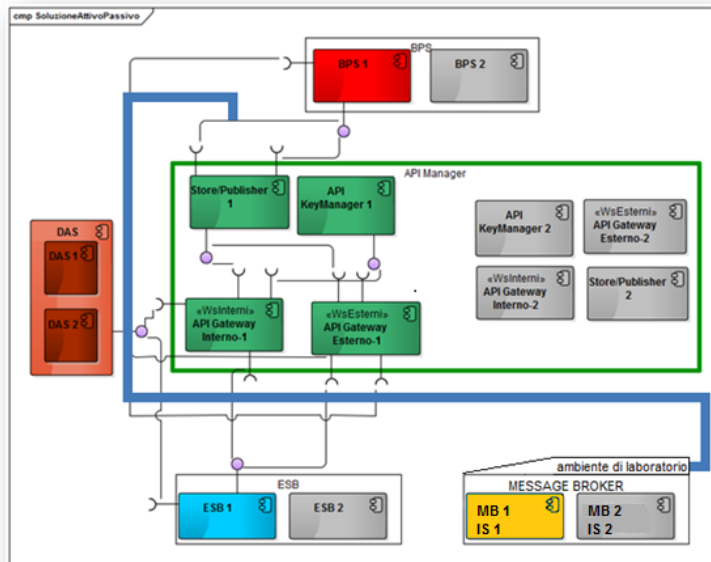 cmp SoluzioneAttivoPassivo
BPS
BPS 1
BPS 2
API Manager
Store/Publisher
1
API
KeyManager 1
API
KeyManager 2
«WsEsterni»
API Gateway
Esterno-2
DAS
DAS 1
DAS 2
«WsInterni»
API Gateway
Interno-2
Store/Publisher
2
«WsInterni»
API Gateway
Interno-1
«WsEsterni»
API Gateway
Esterno-1
ambiente di laboratorio
ESB
MESSAGE BROKER
ESB 1
ESB 2
MB 1
IS 1
MB 2
IS 2